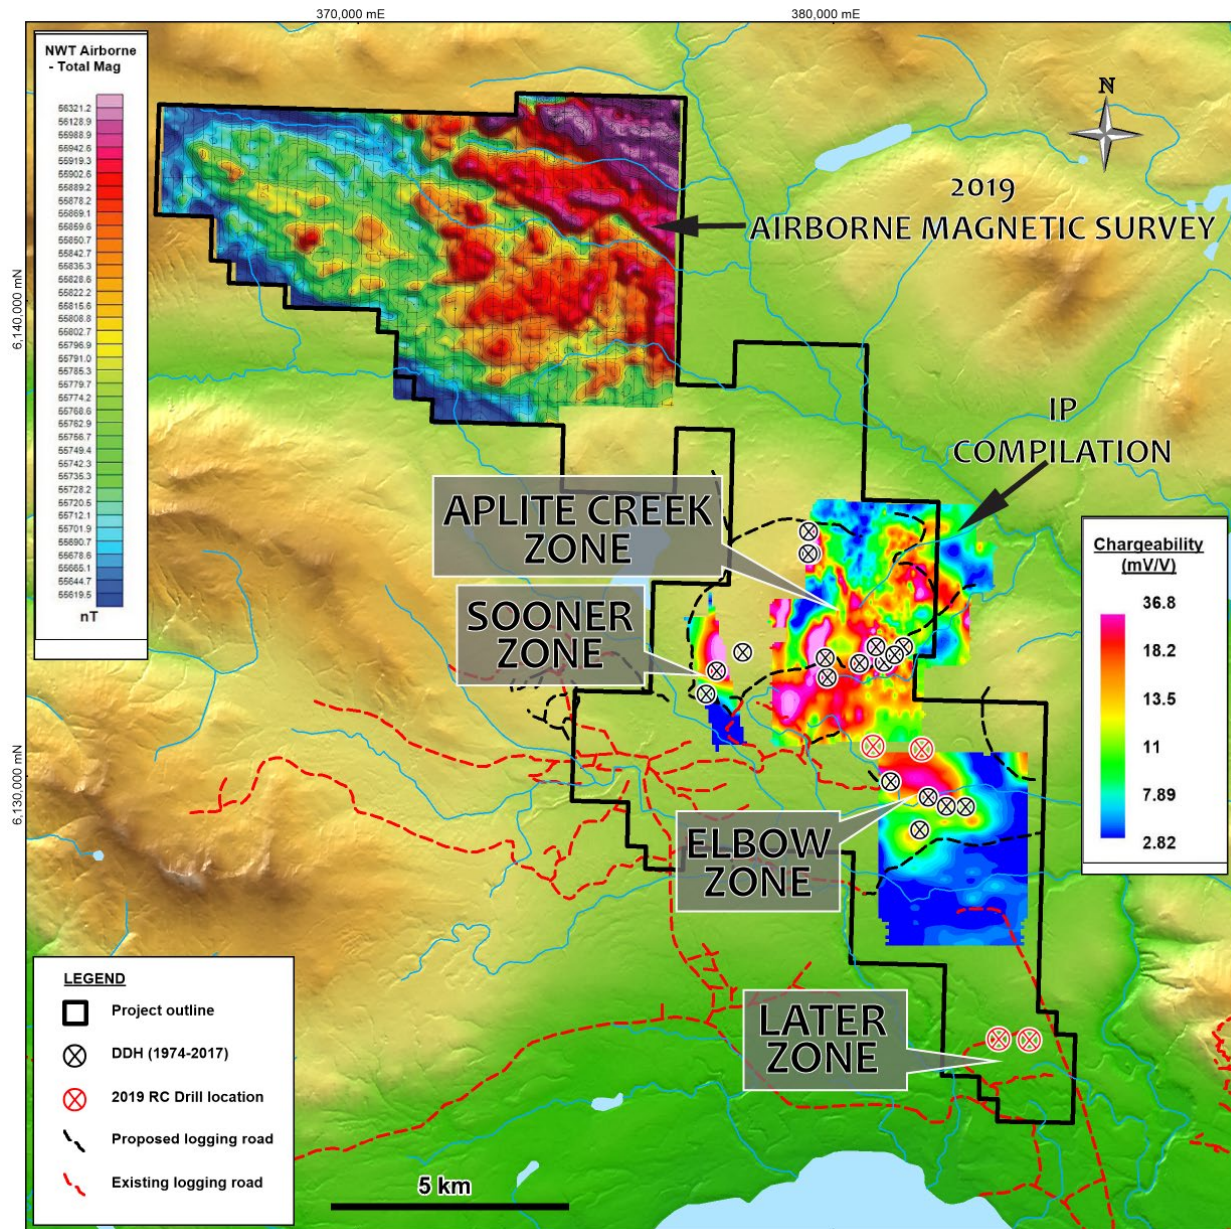 370,000 mE
380,000 mE
NWT Airborne
- Total Mag
56321.2
56128.9
55988.9
55942.6
55919.3
55902.6
55889.2
55878.2
55869.1
55859.6
55850.7
55842.7
55835.3
55828.6
55822.2
55815.6
55808.8
55802.7
55796.9
55791.0
55785.3
55779.7
55774.2
55768.6
55762.9
55756.7
55749.4
55742.3
55735.3
55728.2
55720.5
55712.1
55701.9
55690.7
55678.6
55665.1
55644.7
55619.5
nT
N
2019
AIRBORNE MAGNETIC SURVEY
6,140,000 mN
IP
COMPILATION
APLITE CREEK
ZONE
SOONER
ZONE
Chargeability
(mV/V)
36.8
18.2
13.5
11
7.89
2.82
6,130,000 mN
ELBOW
ZONE
LATER
ZONE
LEGEND
Project outline
DDH (1974-2017)
2019 RC Drill location
Proposed logging road
Existing logging road
5 km